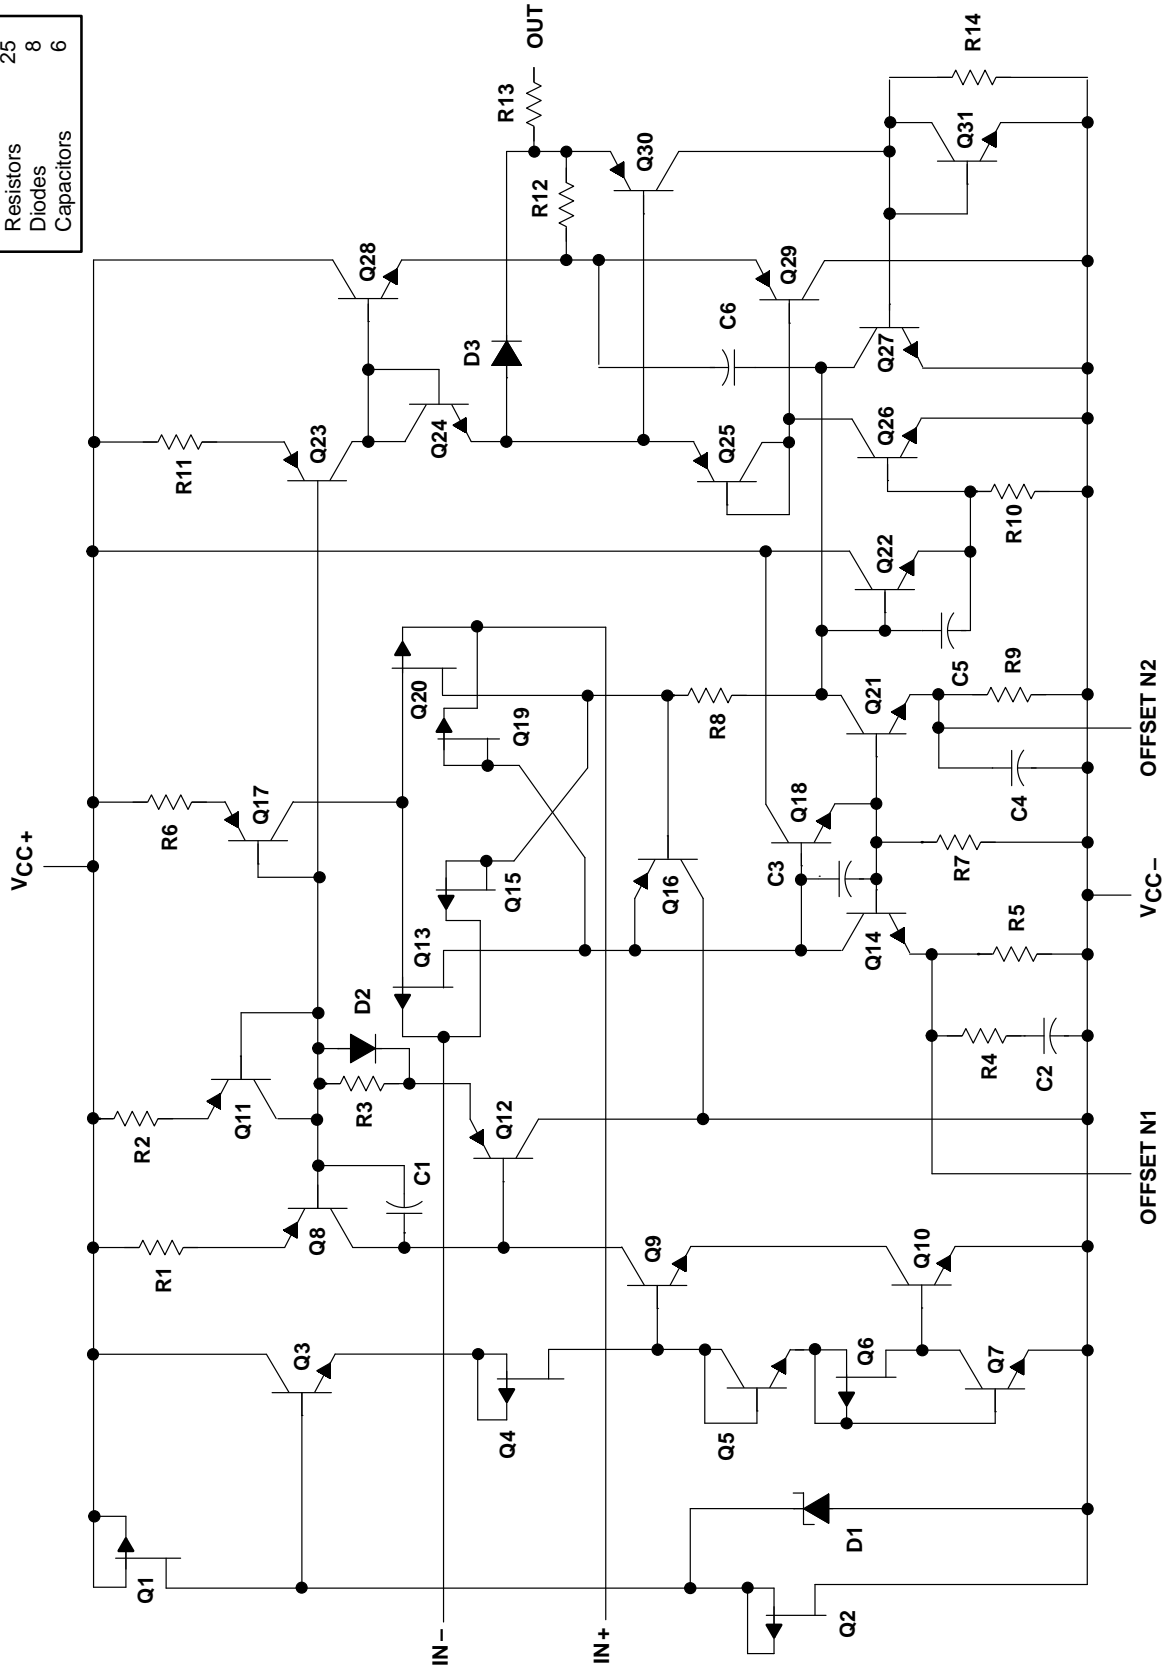 Resistors 25
Diodes 8
Capacitors 6
VCC+
Q1
R1
R2
R6
R11
Q3
Q8
Q11
Q17
Q23
Q28
C1
R3
D2
Q13
Q20
Q24
D3
R13
OUT
IN−
Q4
Q12
Q15
Q19
R12
IN+
Q9
Q16
R8
Q30
Q5
C3
Q18
Q25
C6
Q29
Q2
D1
Q6
Q10
Q14
Q21
Q22
Q26
Q27
Q7
R4
R5
R7
C5
Q31
C2
C4
R9
R10
R14
OFFSET N1
VCC−
OFFSET N2